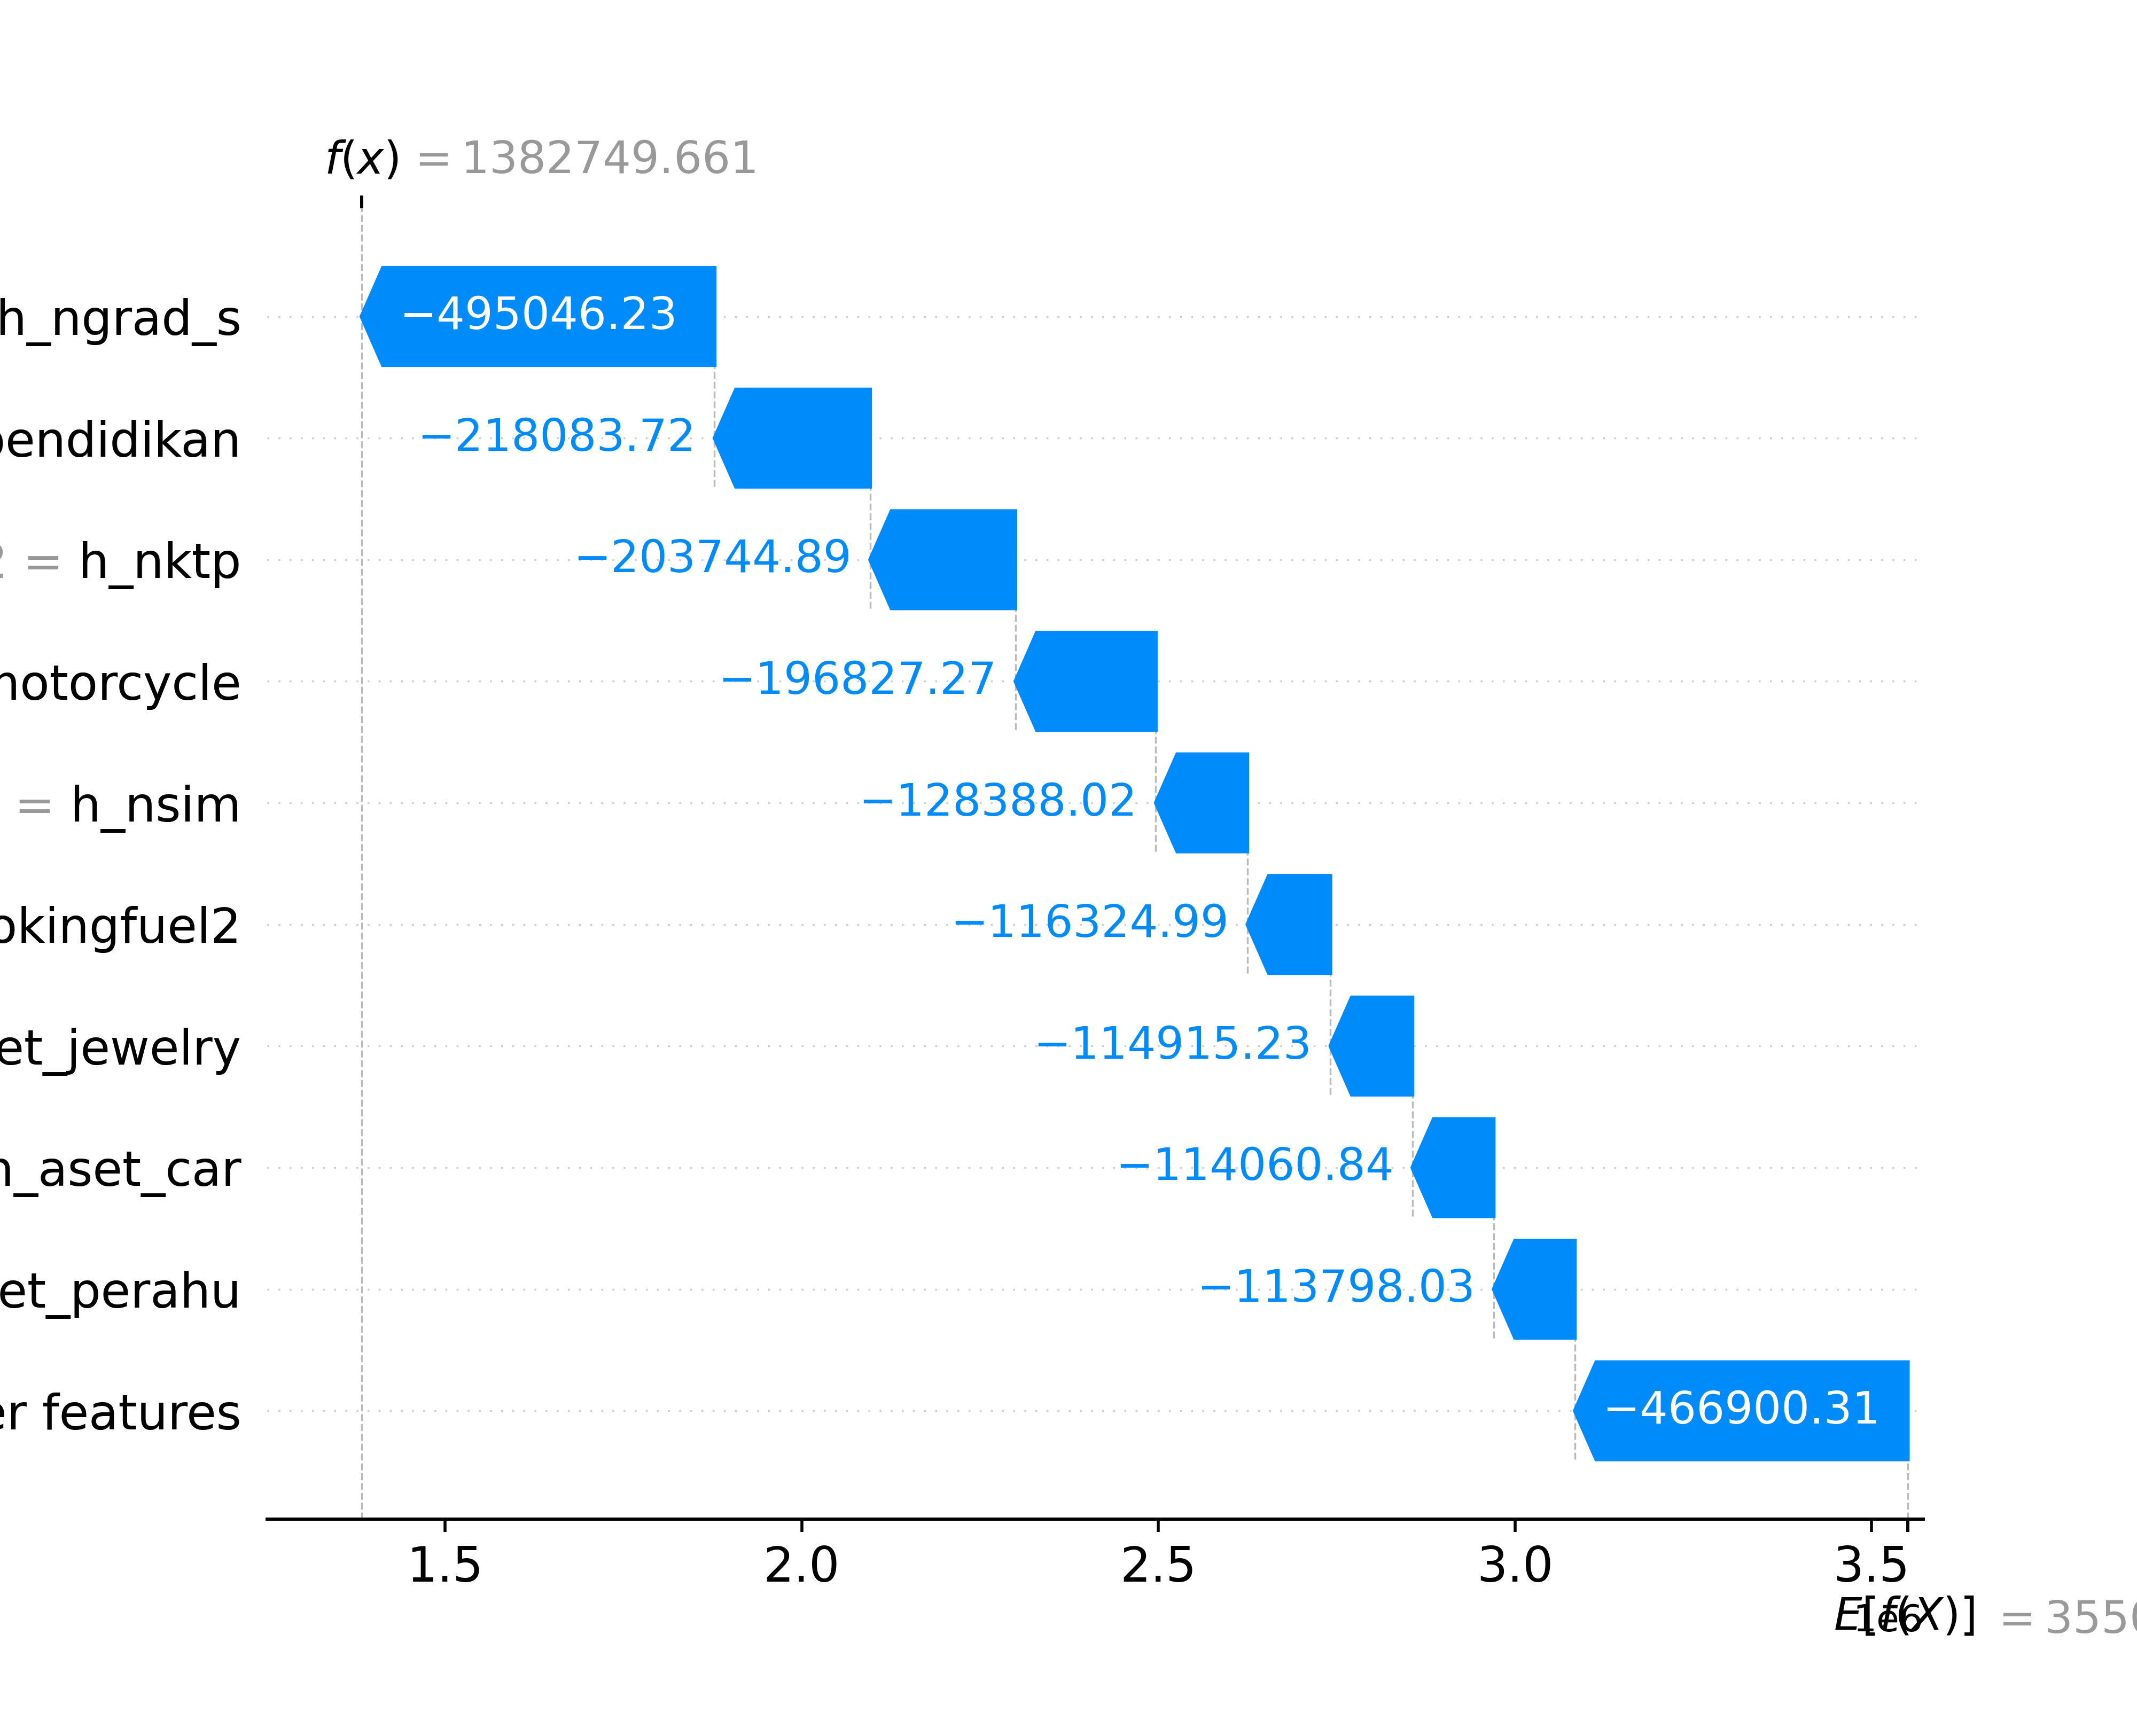 f(x) = 1382749.661
h_ngrad_s −495046.23
pendidikan −218083.72
2 = h_nktp −203744.89
motorcycle −196827.27
= h_nsim −128388.02
okingfuel2 −116324.99
et_jewelry −114915.23
h_aset_car −114060.84
et_perahu −113798.03
er features −466900.31
1.5 2.0 2.5 3.0 3.5
1e6
E[f(X)] = 3550